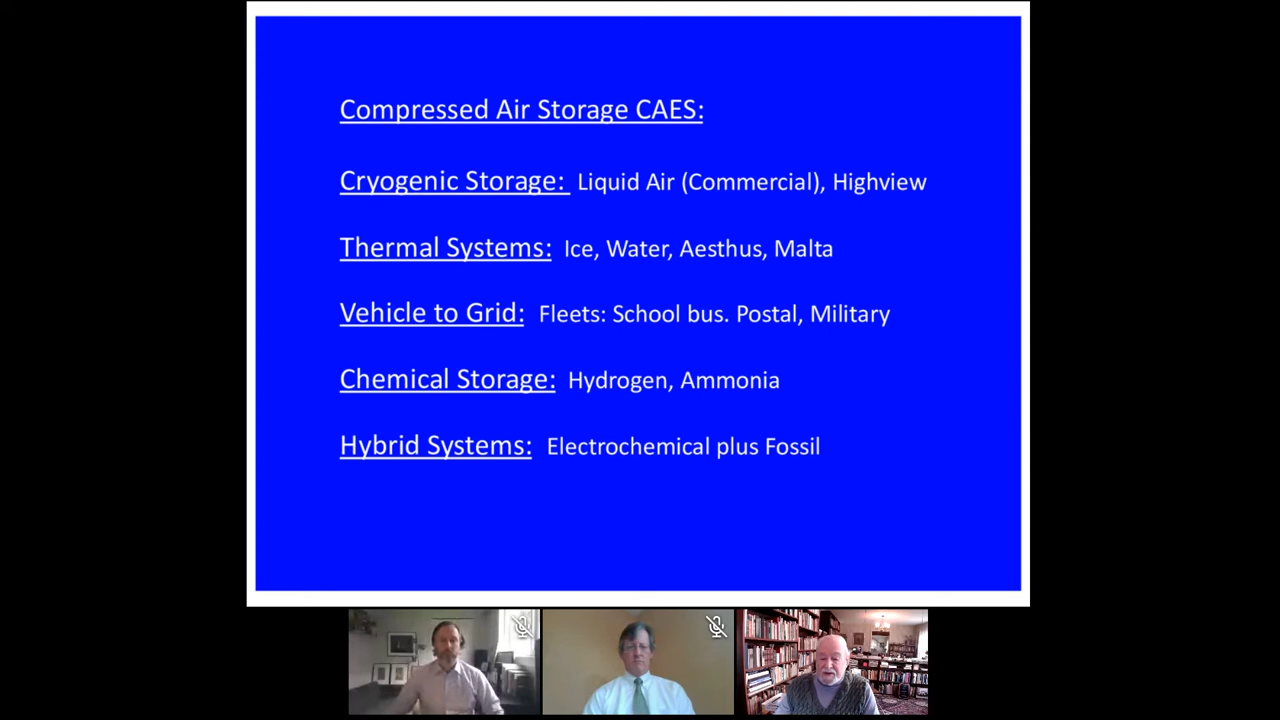 Compressed Air Storage CAES:
Cryogenic Storage: Liquid Air (Commercial), Highview
Thermal Systems: Ice, Water, Aesthus, Malta
Vehicle to Grid: Fleets: School bus. Postal, Military
Chemical Storage: Hydrogen, Ammonia
Hybrid Systems: Electrochemical plus Fossil